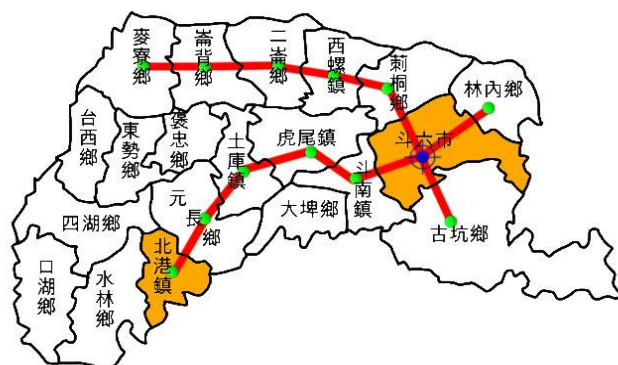 麥寮鄉
崙背鄉
二崙鄉
西螺鎮
莿桐鄉
林內鄉
台西鄉
東勢鄉
褒忠鄉
土庫鎮
虎尾鎮
斗南鎮
斗六市
四湖鄉
元長鄉
大埤鄉
古坑鄉
口湖鄉
水林鄉
北港鎮